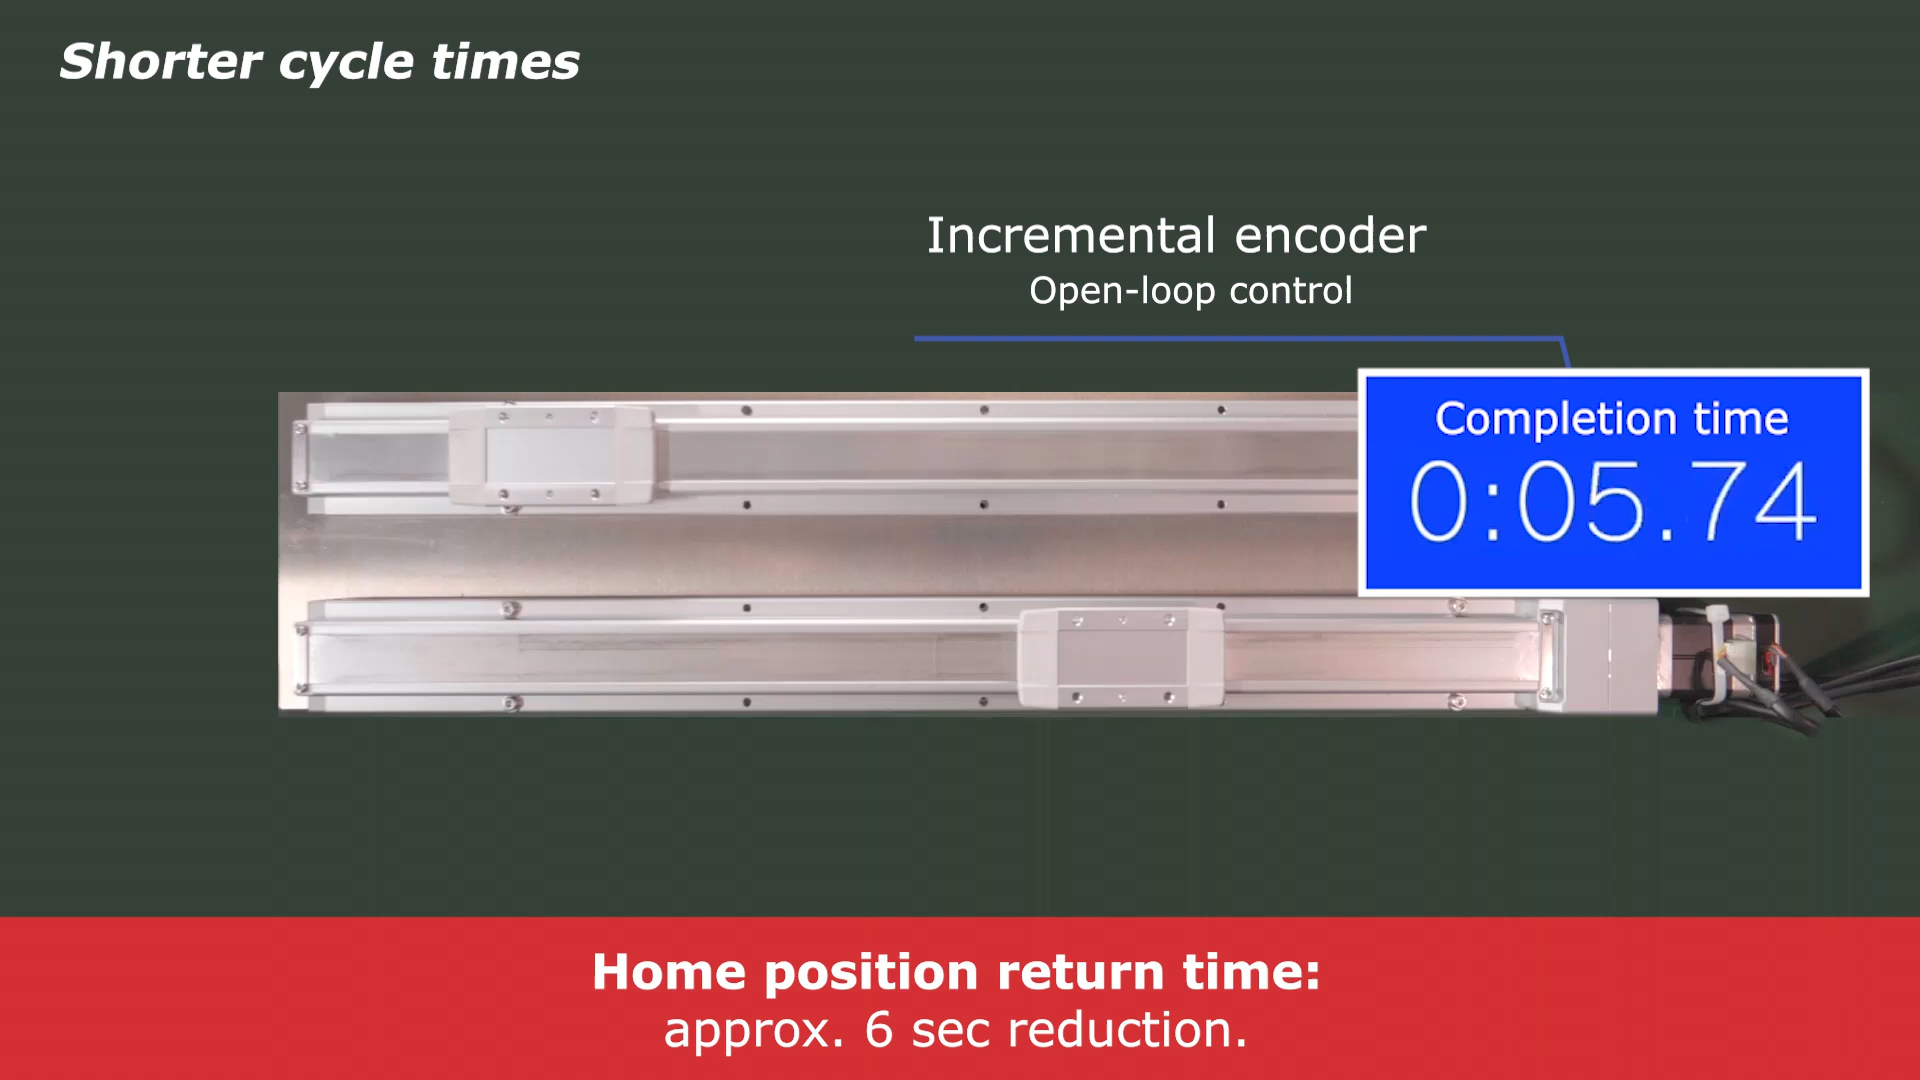 Shorter cycle times
Incremental encoder
Open-loop control
Completion time
0:05.74
Home position return time:
approx. 6 sec reduction.